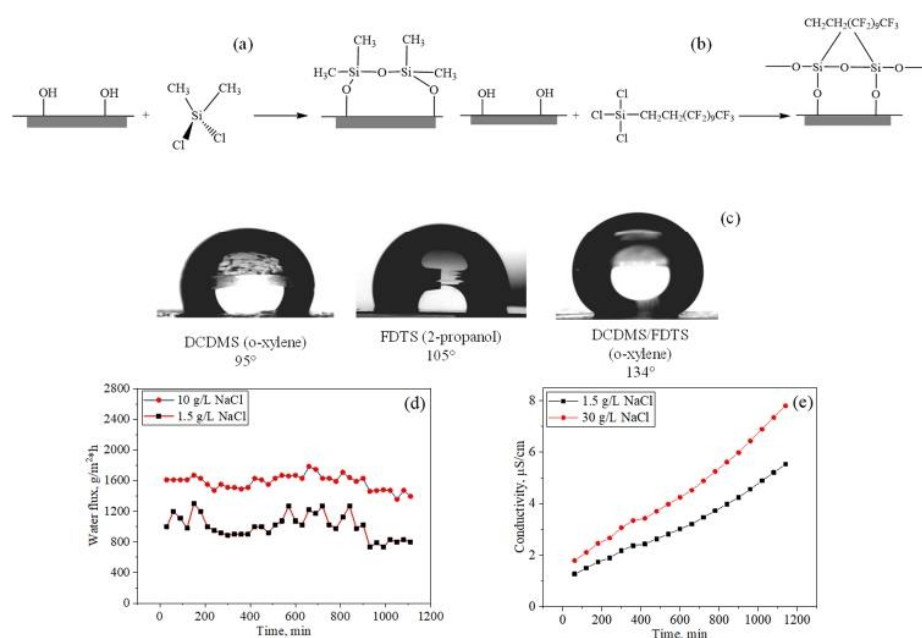 (a)
(b)
OH OH
+
CH₃ CH₃
Si
Cl
Cl
CH₃ CH₃
H₃C Si O Si CH₃
O O
OH OH
+
Cl
Cl Si CH₂CH₂(CF₂)₉CF₃
Cl
CH₂CH₂(CF₂)₉CF₃
O Si O Si O
O O
(c)
DCDMS (o-xylene)
95°
FDTS (2-propanol)
105°
DCDMS/FDTS
(o-xylene)
134°
(d)
10 g/L NaCl
1.5 g/L NaCl
Water flux, g/m²*h
2800
2400
2000
1600
1200
800
400
0
0 200 400 600 800 1000 1200
Time, min
(e)
1.5 g/L NaCl
30 g/L NaCl
Conductivity, µS/cm
8
6
4
2
0
0 200 400 600 800 1000 1200 1400
Time, min